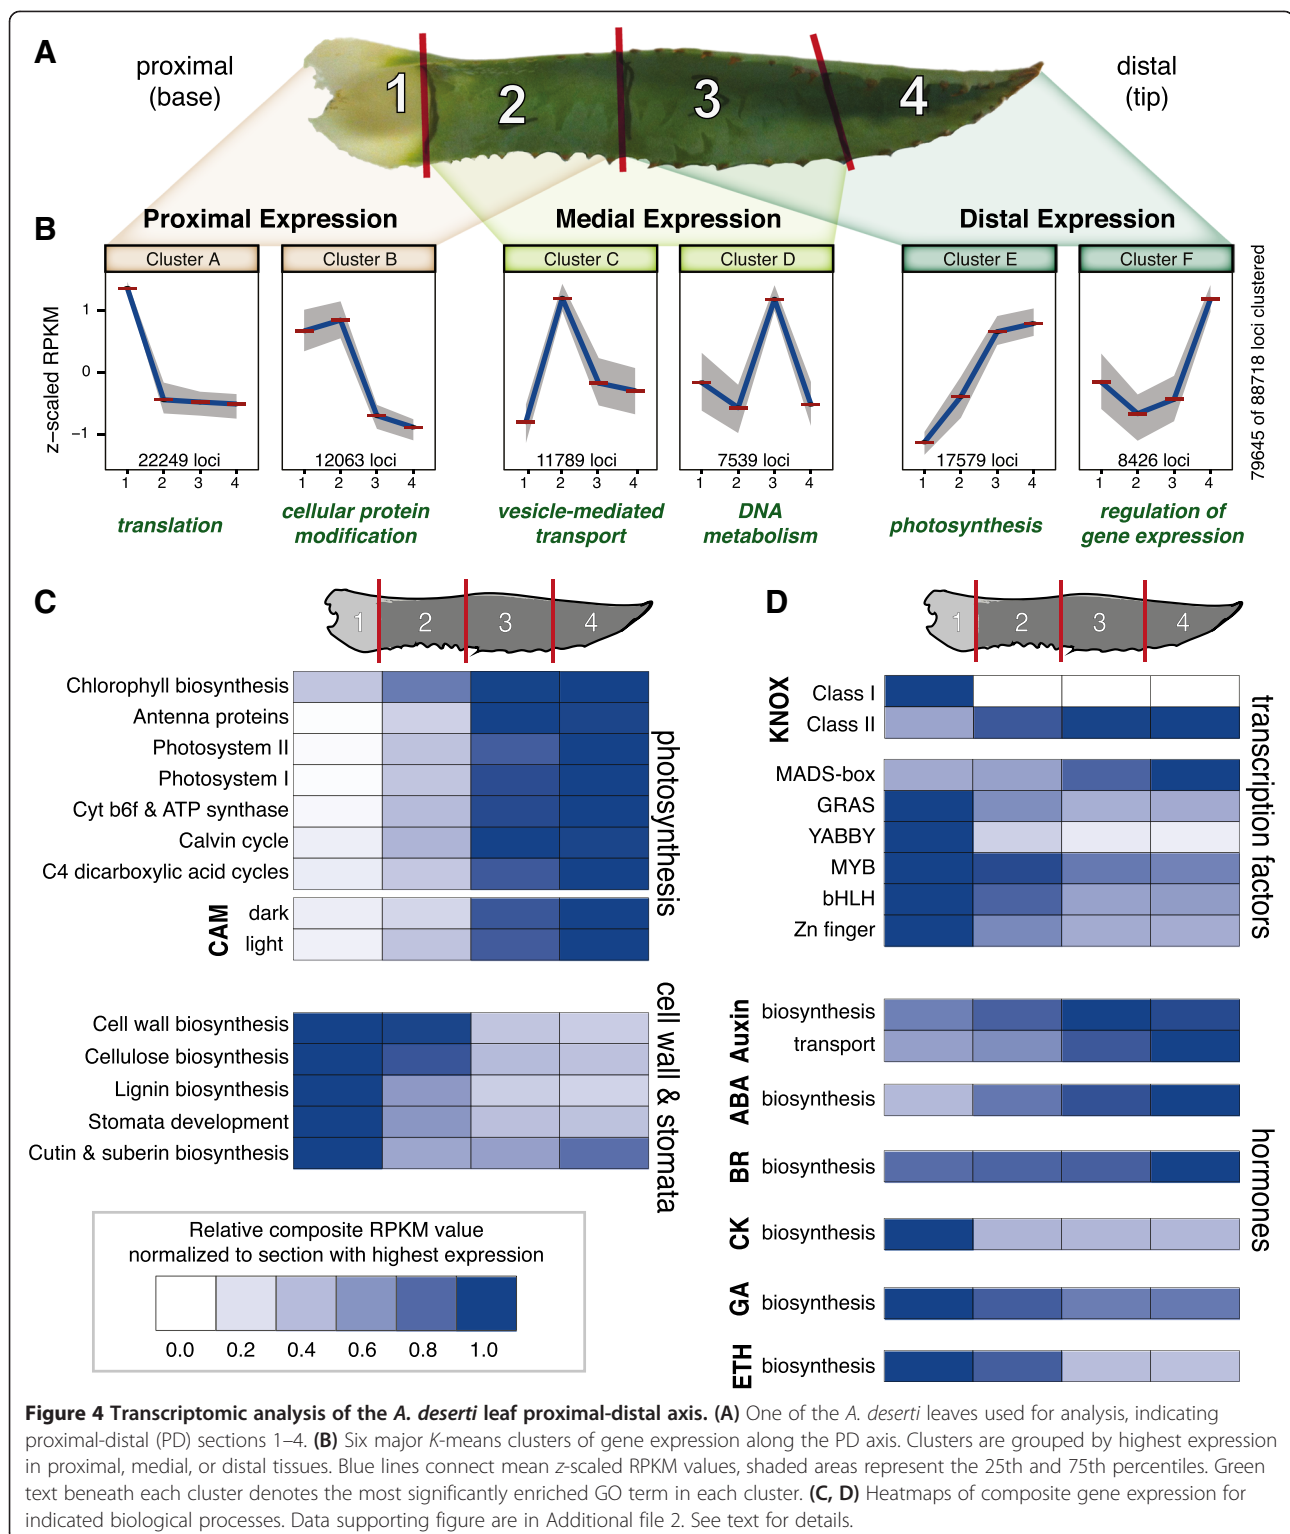 A
proximal
(base)
1
2
3
4
distal
(tip)
B
Proximal Expression
Medial Expression
Distal Expression
Cluster A
Cluster B
Cluster C
Cluster D
Cluster E
Cluster F
z−scaled RPKM
1
0
−1
22249 loci
12063 loci
11789 loci
7539 loci
17579 loci
8426 loci
1 2 3 4
1 2 3 4
1 2 3 4
1 2 3 4
1 2 3 4
1 2 3 4
79645 of 88718 loci clustered
translation
cellular protein
modification
vesicle-mediated
transport
DNA
metabolism
photosynthesis
regulation of
gene expression
C
1 2 3 4
Chlorophyll biosynthesis
Antenna proteins
Photosystem II
Photosystem I
Cyt b6f & ATP synthase
Calvin cycle
C4 dicarboxylic acid cycles
CAM
dark
light
photosynthesis
Cell wall biosynthesis
Cellulose biosynthesis
Lignin biosynthesis
Stomata development
Cutin & suberin biosynthesis
cell wall & stomata
Relative composite RPKM value
normalized to section with highest expression
0.0 0.2 0.4 0.6 0.8 1.0
D
1 2 3 4
KNOX
Class I
Class II
MADS-box
GRAS
YABBY
MYB
bHLH
Zn finger
transcription factors
Auxin
biosynthesis
transport
ABA
biosynthesis
BR
biosynthesis
CK
biosynthesis
GA
biosynthesis
ETH
biosynthesis
hormones
Figure 4 Transcriptomic analysis of the A. deserti leaf proximal-distal axis. (A) One of the A. deserti leaves used for analysis, indicating
proximal-distal (PD) sections 1–4. (B) Six major K-means clusters of gene expression along the PD axis. Clusters are grouped by highest expression
in proximal, medial, or distal tissues. Blue lines connect mean z-scaled RPKM values, shaded areas represent the 25th and 75th percentiles. Green
text beneath each cluster denotes the most significantly enriched GO term in each cluster. (C, D) Heatmaps of composite gene expression for
indicated biological processes. Data supporting figure are in Additional file 2. See text for details.